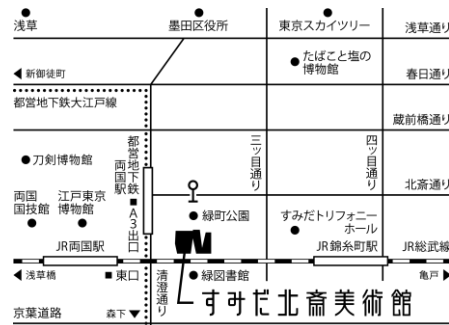 浅草
墨田区役所
東京スカイツリー
浅草通り
たばこと塩の
博物館
◀新御徒町
春日通り
都営地下鉄大江戸線
蔵前橋通り
都営地下鉄
両国駅
■A3出口
三ッ目通り
四ッ目通り
刀剣博物館
北斎通り
両国
国技館
江戸東京
博物館
緑町公園
すみだトリフォニー
ホール
JR両国駅
JR錦糸町駅
JR総武線
◀浅草橋
■東口
清澄通り
緑図書館
亀戸▶
すみだ北斎美術館
京葉道路
森下▼